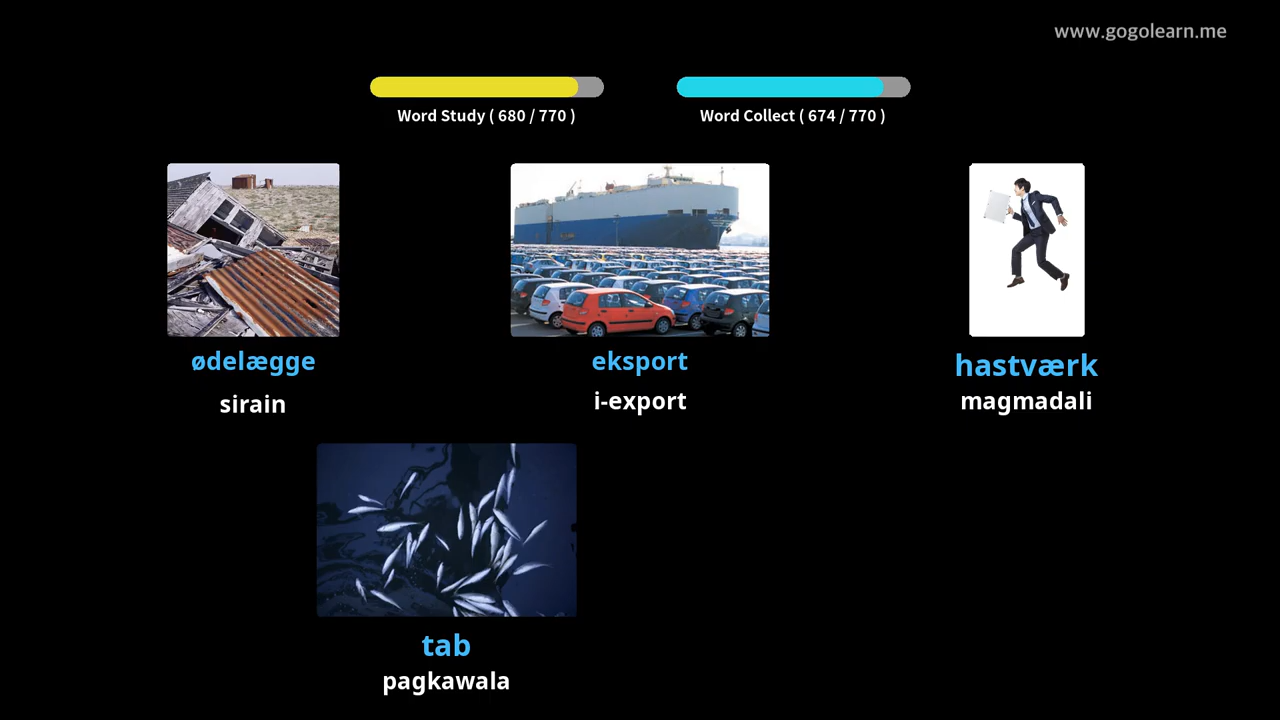 www.gogolearn.me
Word Study ( 680 / 770 )
Word Collect ( 674 / 770 )
ødelægge
sirain
eksport
i-export
hastværk
magmadali
tab
pagkawala